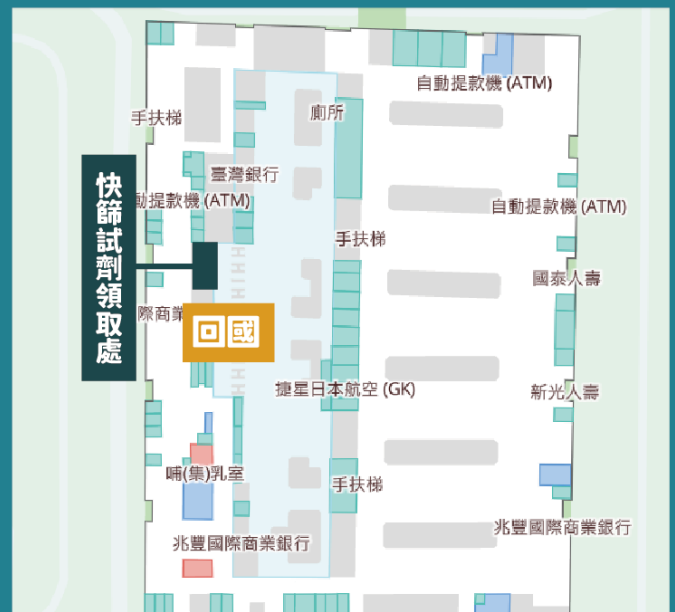 自動提款機 (ATM)
廁所
手扶梯
臺灣銀行
快篩試劑領取處
動提款機 (ATM)
自動提款機 (ATM)
手扶梯
國泰人壽
際商業
回國
捷星日本航空 (GK)
新光人壽
哺(集)乳室
手扶梯
兆豐國際商業銀行
兆豐國際商業銀行